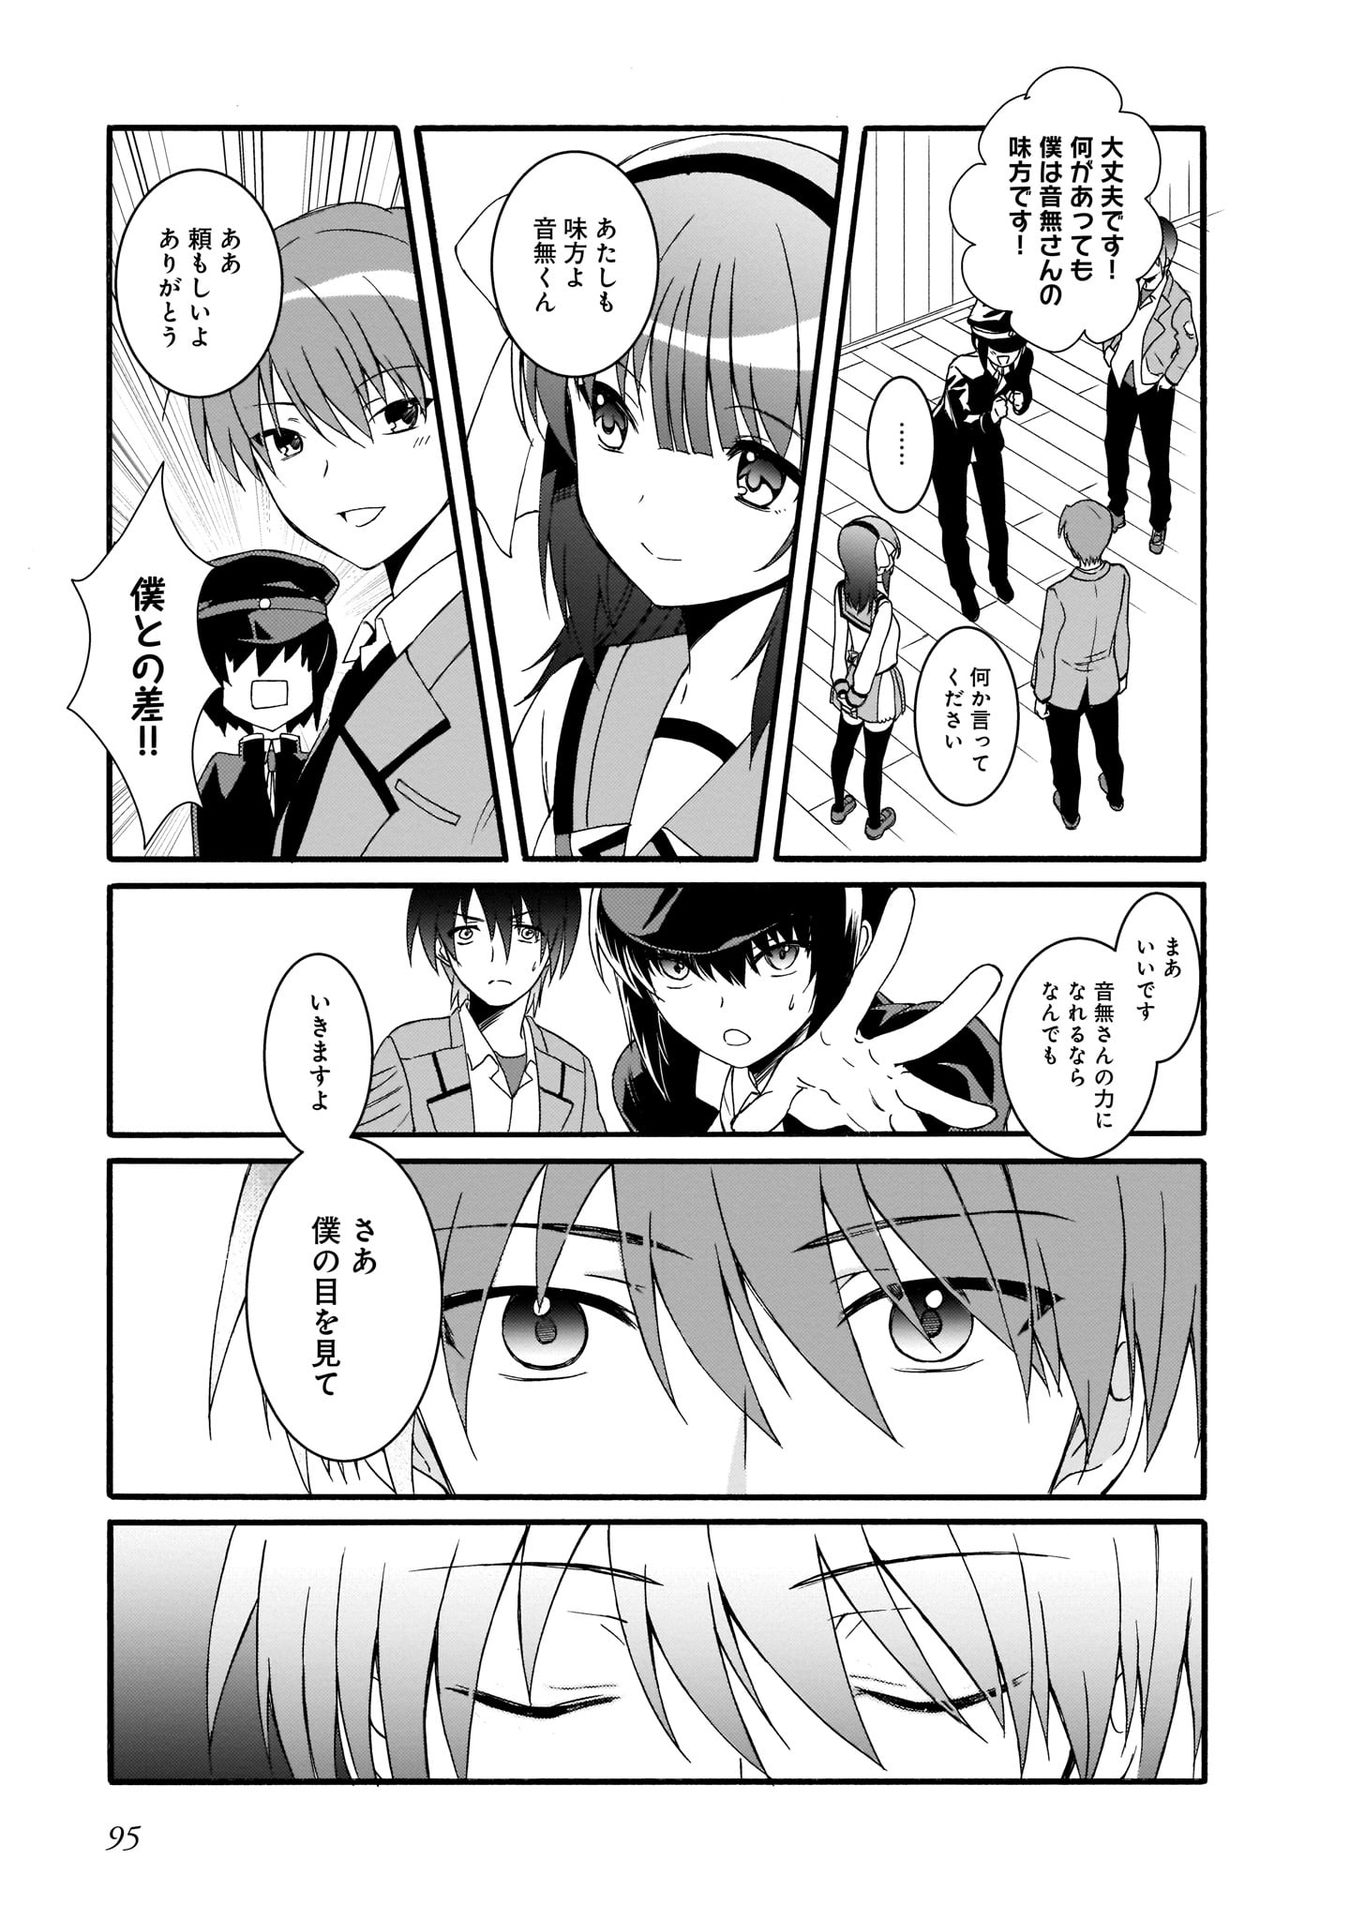 大丈夫です！
何があっても
僕は音無さんの
味方です！
……
何か言って
ください
あたしも
味方よ
音無くん
ああ
頼もしいよ
ありがとう
僕との差!!
まあ
いいです
音無さんの力に
なれるなら
なんでも
いきますよ
さあ
僕の目を見て
95